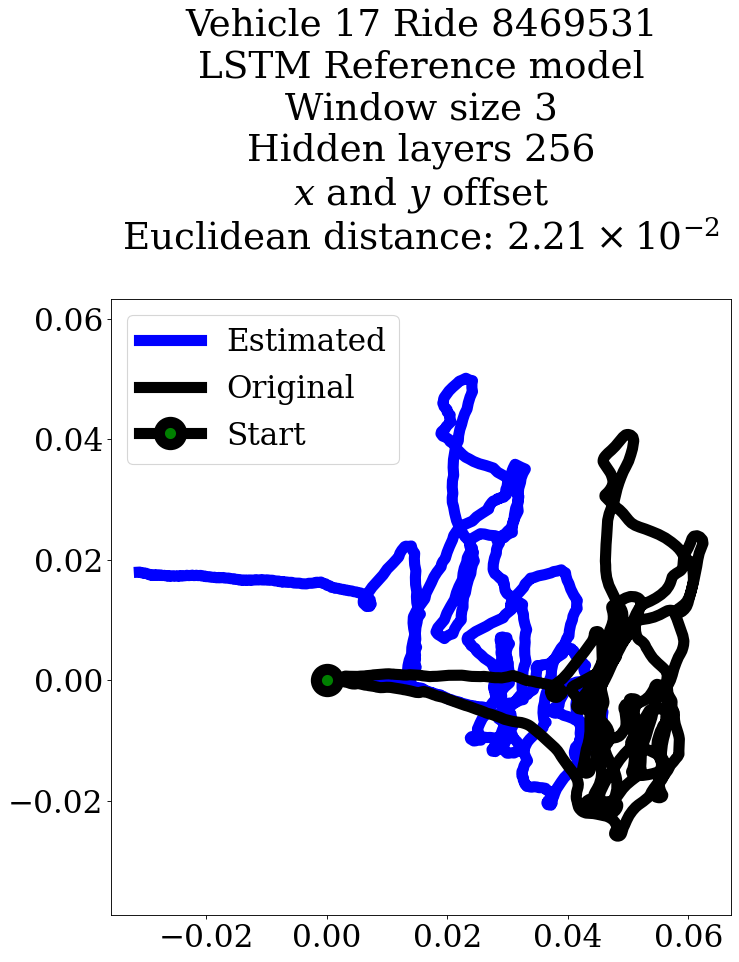 Vehicle 17 Ride 8469531
LSTM Reference model
Window size 3
Hidden layers 256
x and y offset
Euclidean distance: 2.21 × 10⁻²
Estimated
Original
Start
0.06
0.04
0.02
0.00
−0.02
−0.02 0.00 0.02 0.04 0.06